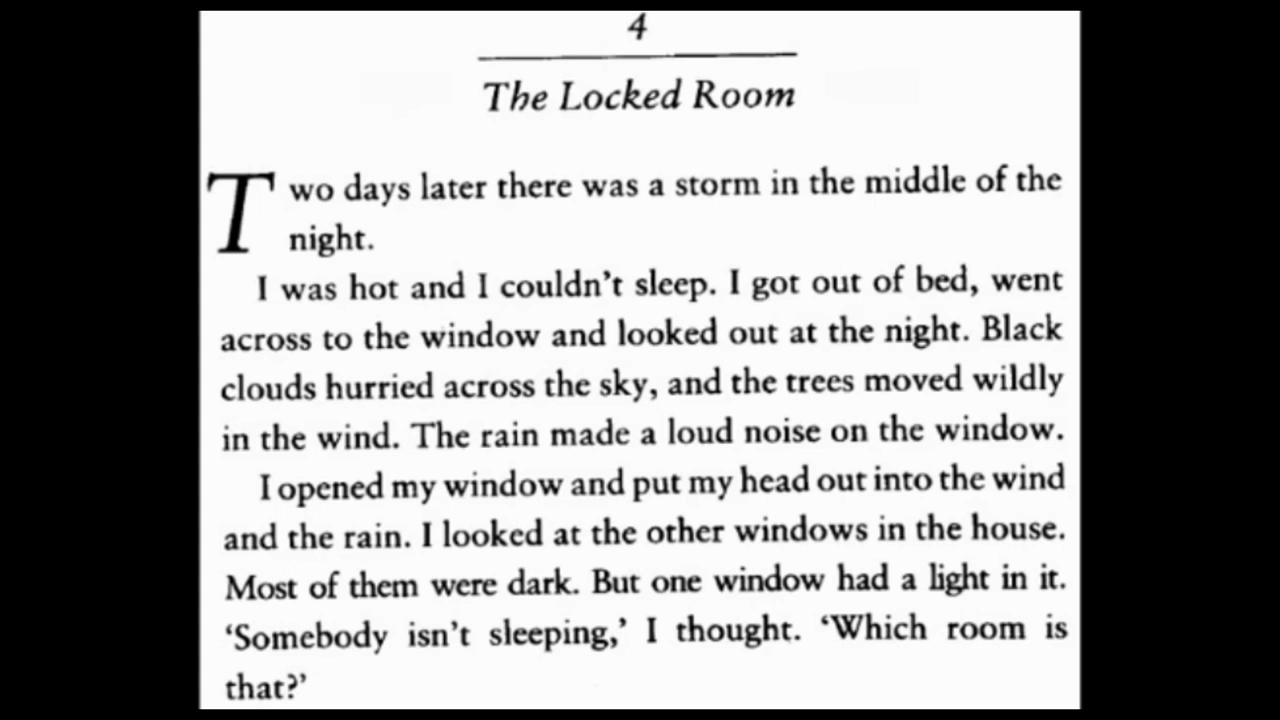 4
The Locked Room
Two days later there was a storm in the middle of the
night.
I was hot and I couldn't sleep. I got out of bed, went
across to the window and looked out at the night. Black
clouds hurried across the sky, and the trees moved wildly
in the wind. The rain made a loud noise on the window.
I opened my window and put my head out into the wind
and the rain. I looked at the other windows in the house.
Most of them were dark. But one window had a light in it.
‘Somebody isn't sleeping,’ I thought. ‘Which room is
that?’